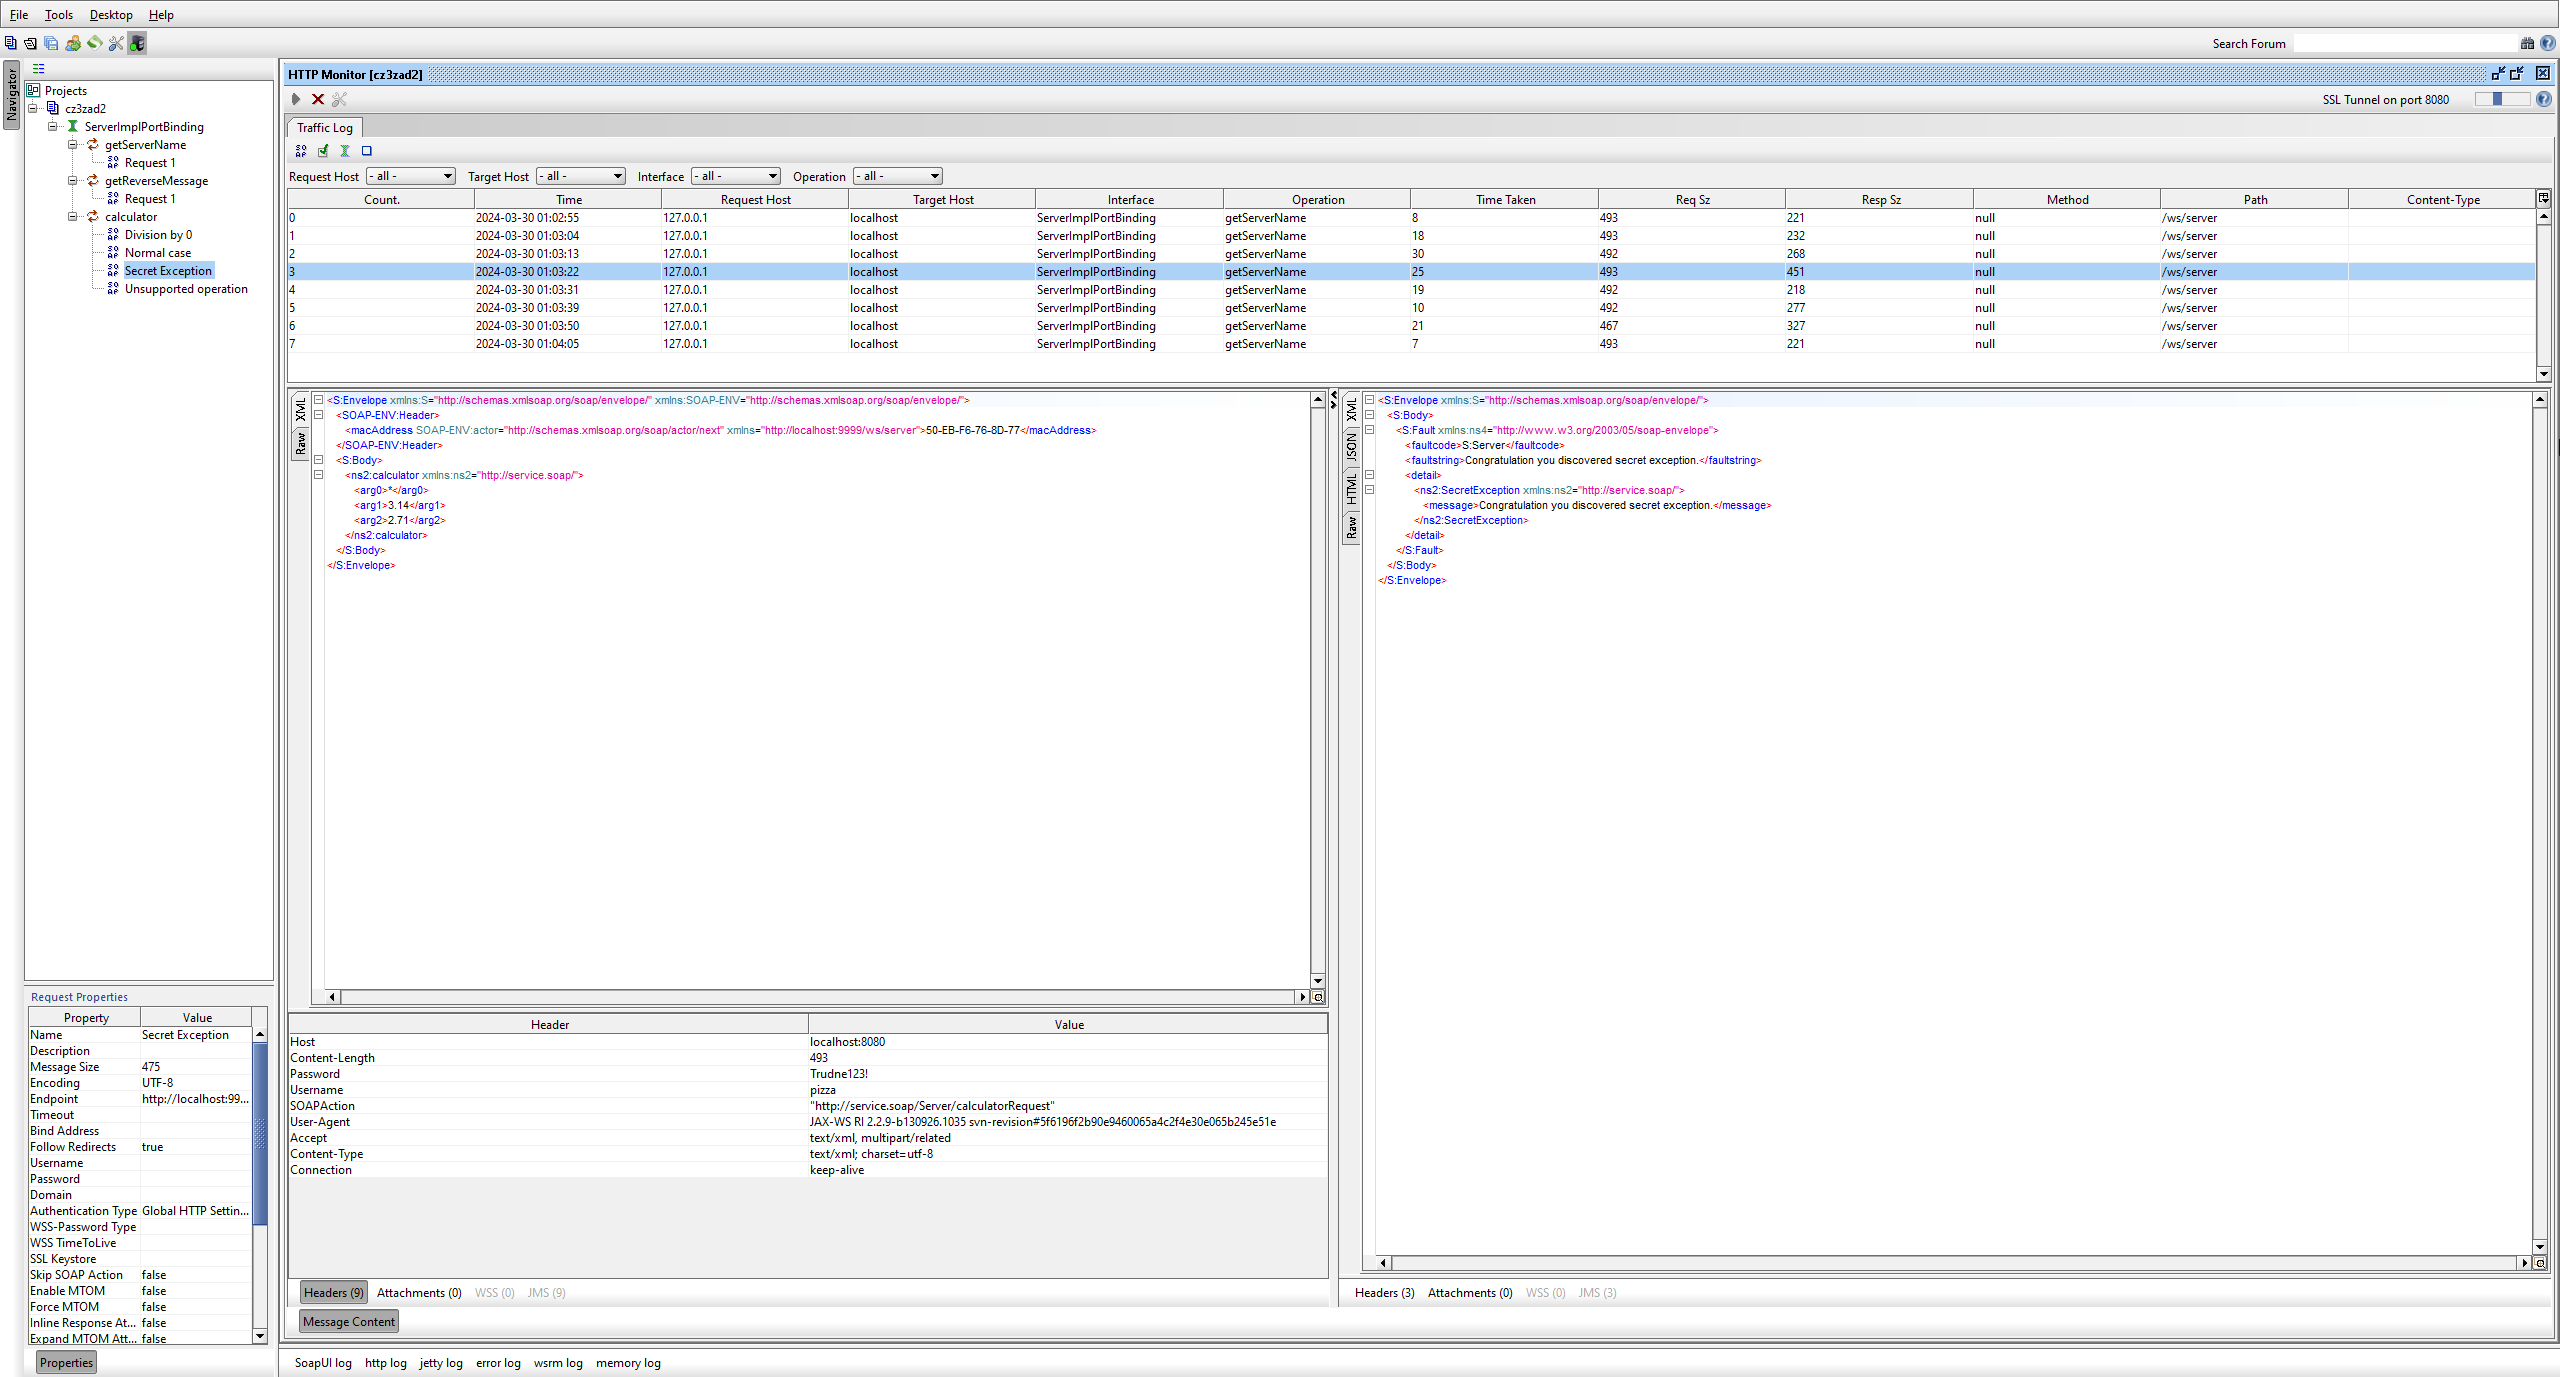 File Tools Desktop Help
Search Forum
Navigator
Projects
cz3zad2
ServerImplPortBinding
getServerName
Request 1
getReverseMessage
Request 1
calculator
Division by 0
Normal case
Secret Exception
Unsupported operation
Request Properties
Property Value
Name Secret Exception
Description
Message Size 475
Encoding UTF-8
Endpoint http://localhost:99...
Timeout
Bind Address
Follow Redirects true
Username
Password
Domain
Authentication Type Global HTTP Settin...
WSS-Password Type
WSS TimeToLive
SSL Keystore
Skip SOAP Action false
Enable MTOM false
Force MTOM false
Inline Response At... false
Expand MTOM Att... false
Properties
HTTP Monitor [cz3zad2]
SSL Tunnel on port 8080
Traffic Log
Request Host - all - Target Host - all - Interface - all - Operation - all -
Count. Time Request Host Target Host Interface Operation Time Taken Req Sz Resp Sz Method Path Content-Type
0 2024-03-30 01:02:55 127.0.0.1 localhost ServerImplPortBinding getServerName 8 493 221 null /ws/server
1 2024-03-30 01:03:04 127.0.0.1 localhost ServerImplPortBinding getServerName 18 493 232 null /ws/server
2 2024-03-30 01:03:13 127.0.0.1 localhost ServerImplPortBinding getServerName 30 492 268 null /ws/server
3 2024-03-30 01:03:22 127.0.0.1 localhost ServerImplPortBinding getServerName 25 493 451 null /ws/server
4 2024-03-30 01:03:31 127.0.0.1 localhost ServerImplPortBinding getServerName 19 492 218 null /ws/server
5 2024-03-30 01:03:39 127.0.0.1 localhost ServerImplPortBinding getServerName 10 492 277 null /ws/server
6 2024-03-30 01:03:50 127.0.0.1 localhost ServerImplPortBinding getServerName 21 467 327 null /ws/server
7 2024-03-30 01:04:05 127.0.0.1 localhost ServerImplPortBinding getServerName 7 493 221 null /ws/server
XML
Raw
<S:Envelope xmlns:S="http://schemas.xmlsoap.org/soap/envelope/" xmlns:SOAP-ENV="http://schemas.xmlsoap.org/soap/envelope/">
<SOAP-ENV:Header>
<macAddress SOAP-ENV:actor="http://schemas.xmlsoap.org/soap/actor/next" xmlns="http://localhost:9999/ws/server">50-EB-F6-76-8D-77</macAddress>
</SOAP-ENV:Header>
<S:Body>
<ns2:calculator xmlns:ns2="http://service.soap/">
<arg0>*</arg0>
<arg1>3.14</arg1>
<arg2>2.71</arg2>
</ns2:calculator>
</S:Body>
</S:Envelope>
Header Value
Host localhost:8080
Content-Length 493
Password Trudne123!
Username pizza
SOAPAction "http://service.soap/Server/calculatorRequest"
User-Agent JAX-WS RI 2.2.9-b130926.1035 svn-revision#5f6196f2b90e9460065a4c2f4e30e065b245e51e
Accept text/xml, multipart/related
Content-Type text/xml; charset=utf-8
Connection keep-alive
Headers (9) Attachments (0) WSS (0) JMS (9)
Message Content
XML
JSON
HTML
Raw
<S:Envelope xmlns:S="http://schemas.xmlsoap.org/soap/envelope/">
<S:Body>
<S:Fault xmlns:ns4="http://www.w3.org/2003/05/soap-envelope">
<faultcode>S:Server</faultcode>
<faultstring>Congratulation you discovered secret exception.</faultstring>
<detail>
<ns2:SecretException xmlns:ns2="http://service.soap/">
<message>Congratulation you discovered secret exception.</message>
</ns2:SecretException>
</detail>
</S:Fault>
</S:Body>
</S:Envelope>
Headers (3) Attachments (0) WSS (0) JMS (3)
SoapUI log http log jetty log error log wsrm log memory log